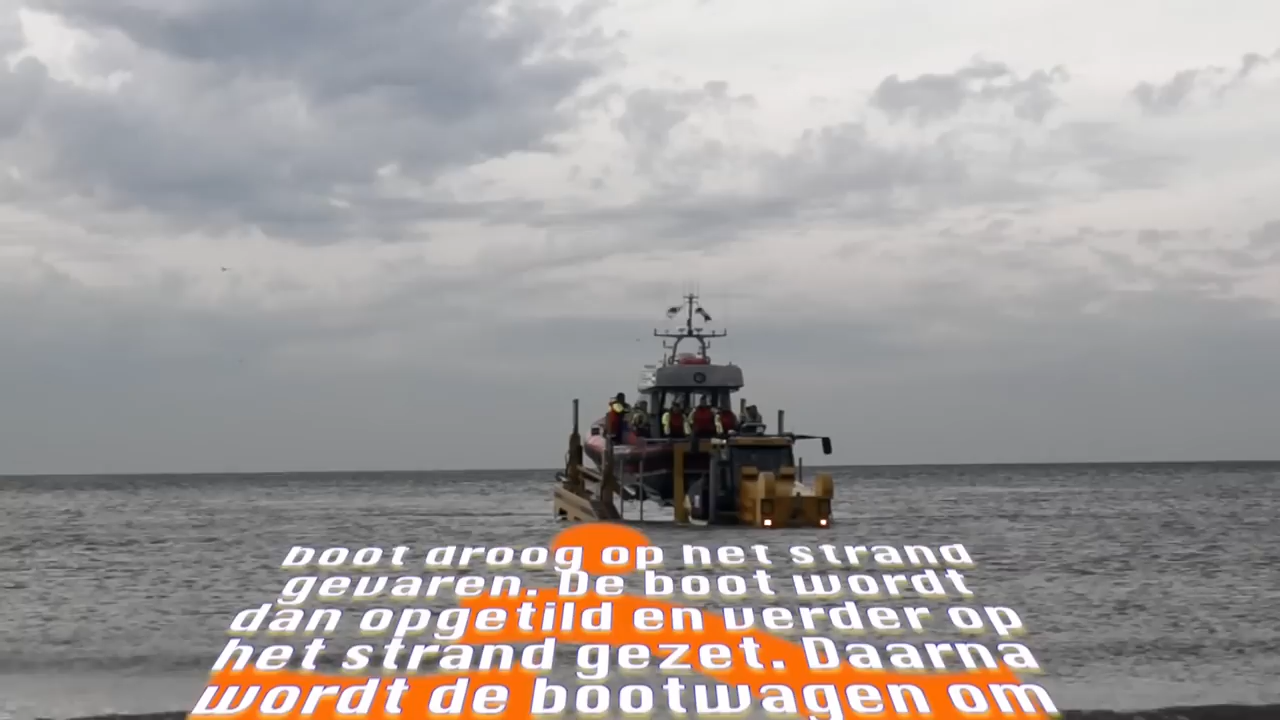 boot droog op het strand
gevaren. De boot wordt
dan opgetild en verder op
het strand gezet. Daarna
wordt de bootwagen om